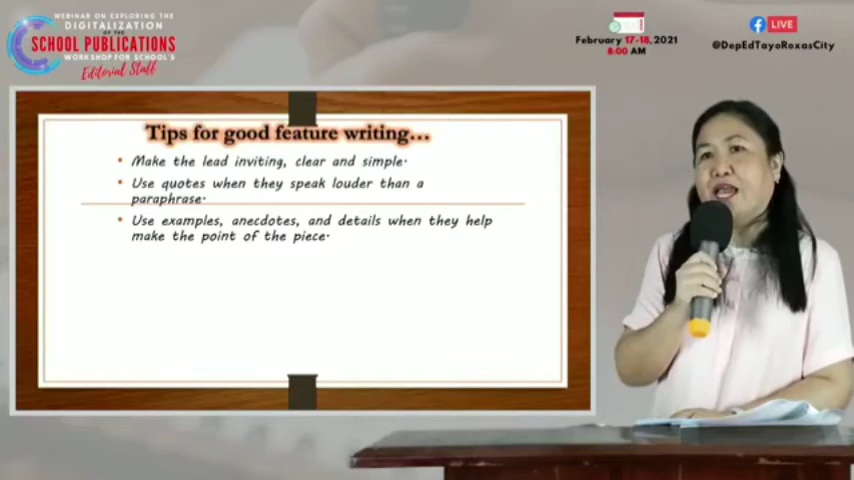 WEBINAR ON EXPLORING THE
DIGITALIZATION
OF THE
SCHOOL PUBLICATIONS
WORKSHOP FOR SCHOOL'S
Editorial Staff
February 17-18, 2021
8:00 AM
LIVE
@DepEdTayoRoxasCity
Tips for good feature writing...
• Make the lead inviting, clear and simple.
• Use quotes when they speak louder than a
paraphrase.
• Use examples, anecdotes, and details when they help
make the point of the piece.